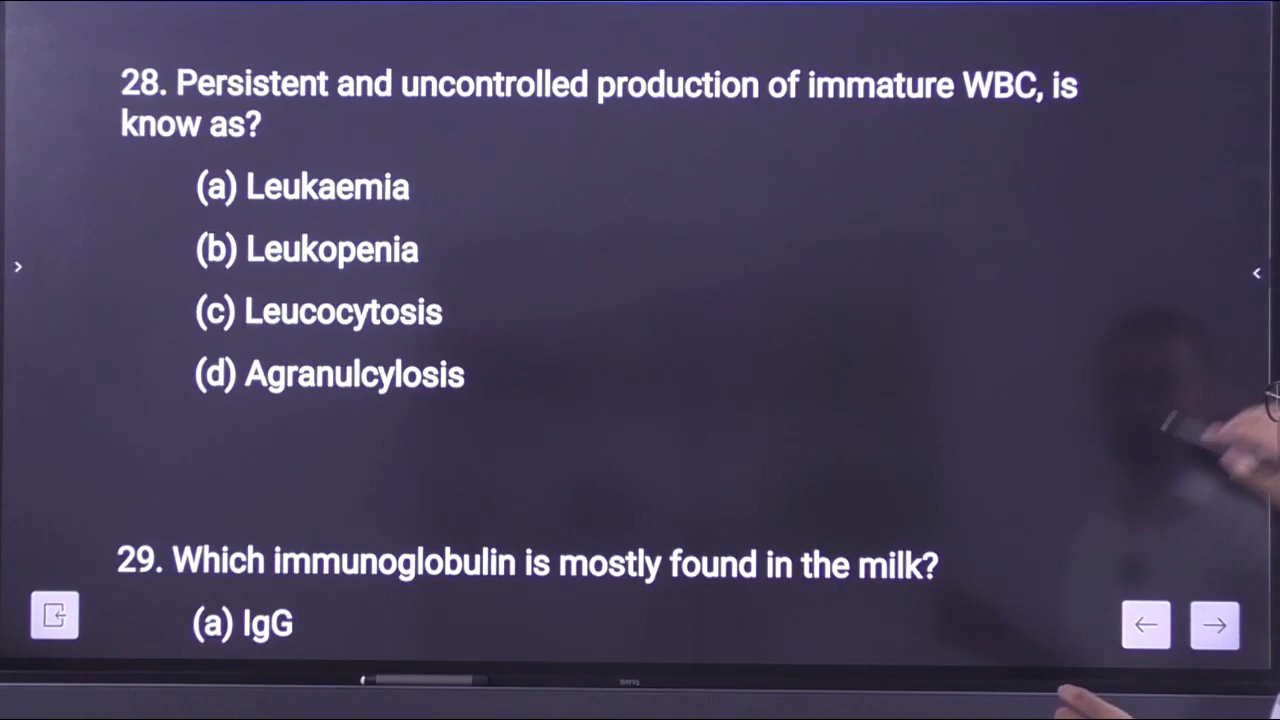 28. Persistent and uncontrolled production of immature WBC, is
know as?
(a) Leukaemia
(b) Leukopenia
(c) Leucocytosis
(d) Agranulcylosis
29. Which immunoglobulin is mostly found in the milk?
(a) IgG
BenQ